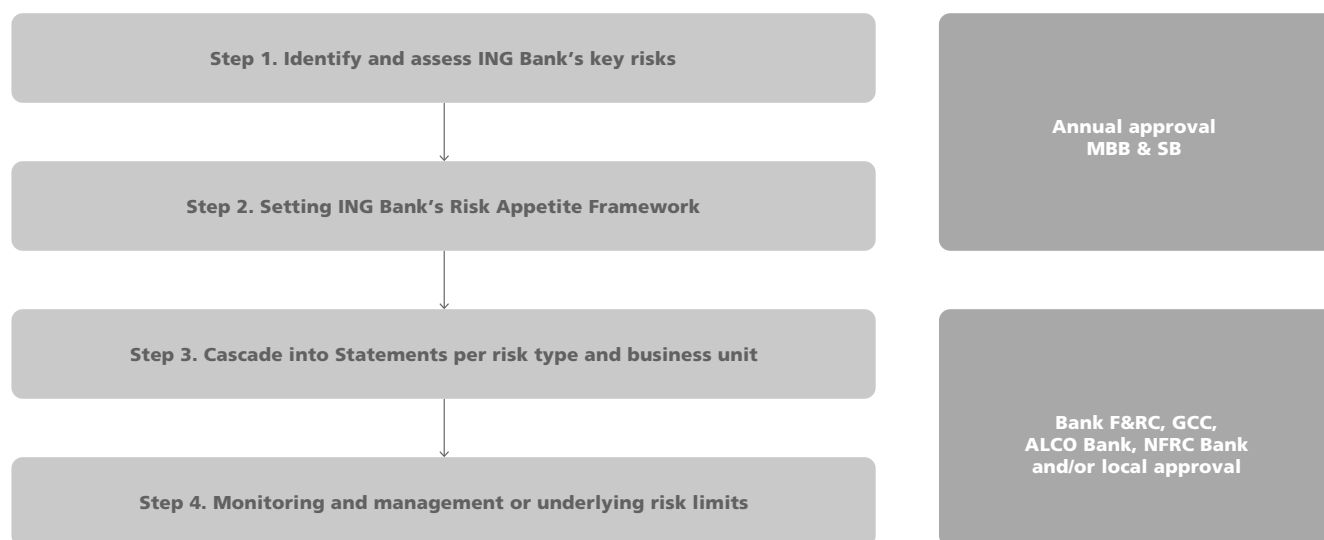 Step 1. Identify and assess ING Bank’s key risks
Annual approval
MBB & SB
Step 2. Setting ING Bank’s Risk Appetite Framework
Step 3. Cascade into Statements per risk type and business unit
Bank F&RC, GCC,
ALCO Bank, NFRC Bank
and/or local approval
Step 4. Monitoring and management or underlying risk limits